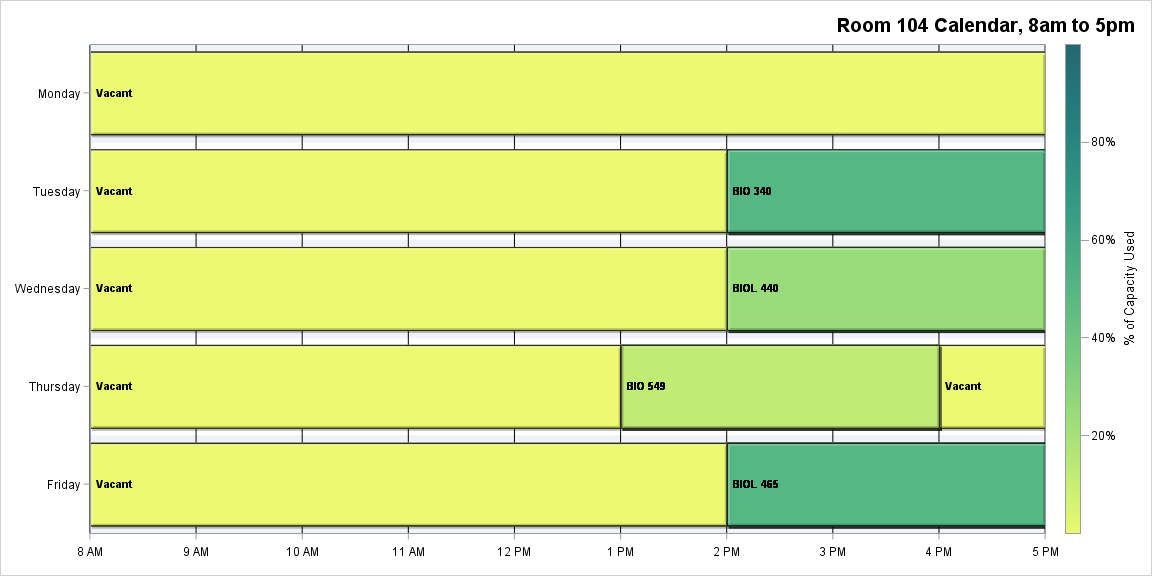 Room 104 Calendar, 8am to 5pm
Monday
Vacant
Tuesday
Vacant
BIO 340
Wednesday
Vacant
BIOL 440
Thursday
Vacant
BIO 549
Vacant
Friday
Vacant
BIOL 465
8 AM
9 AM
10 AM
11 AM
12 PM
1 PM
2 PM
3 PM
4 PM
5 PM
80%
60%
40%
20%
% of Capacity Used